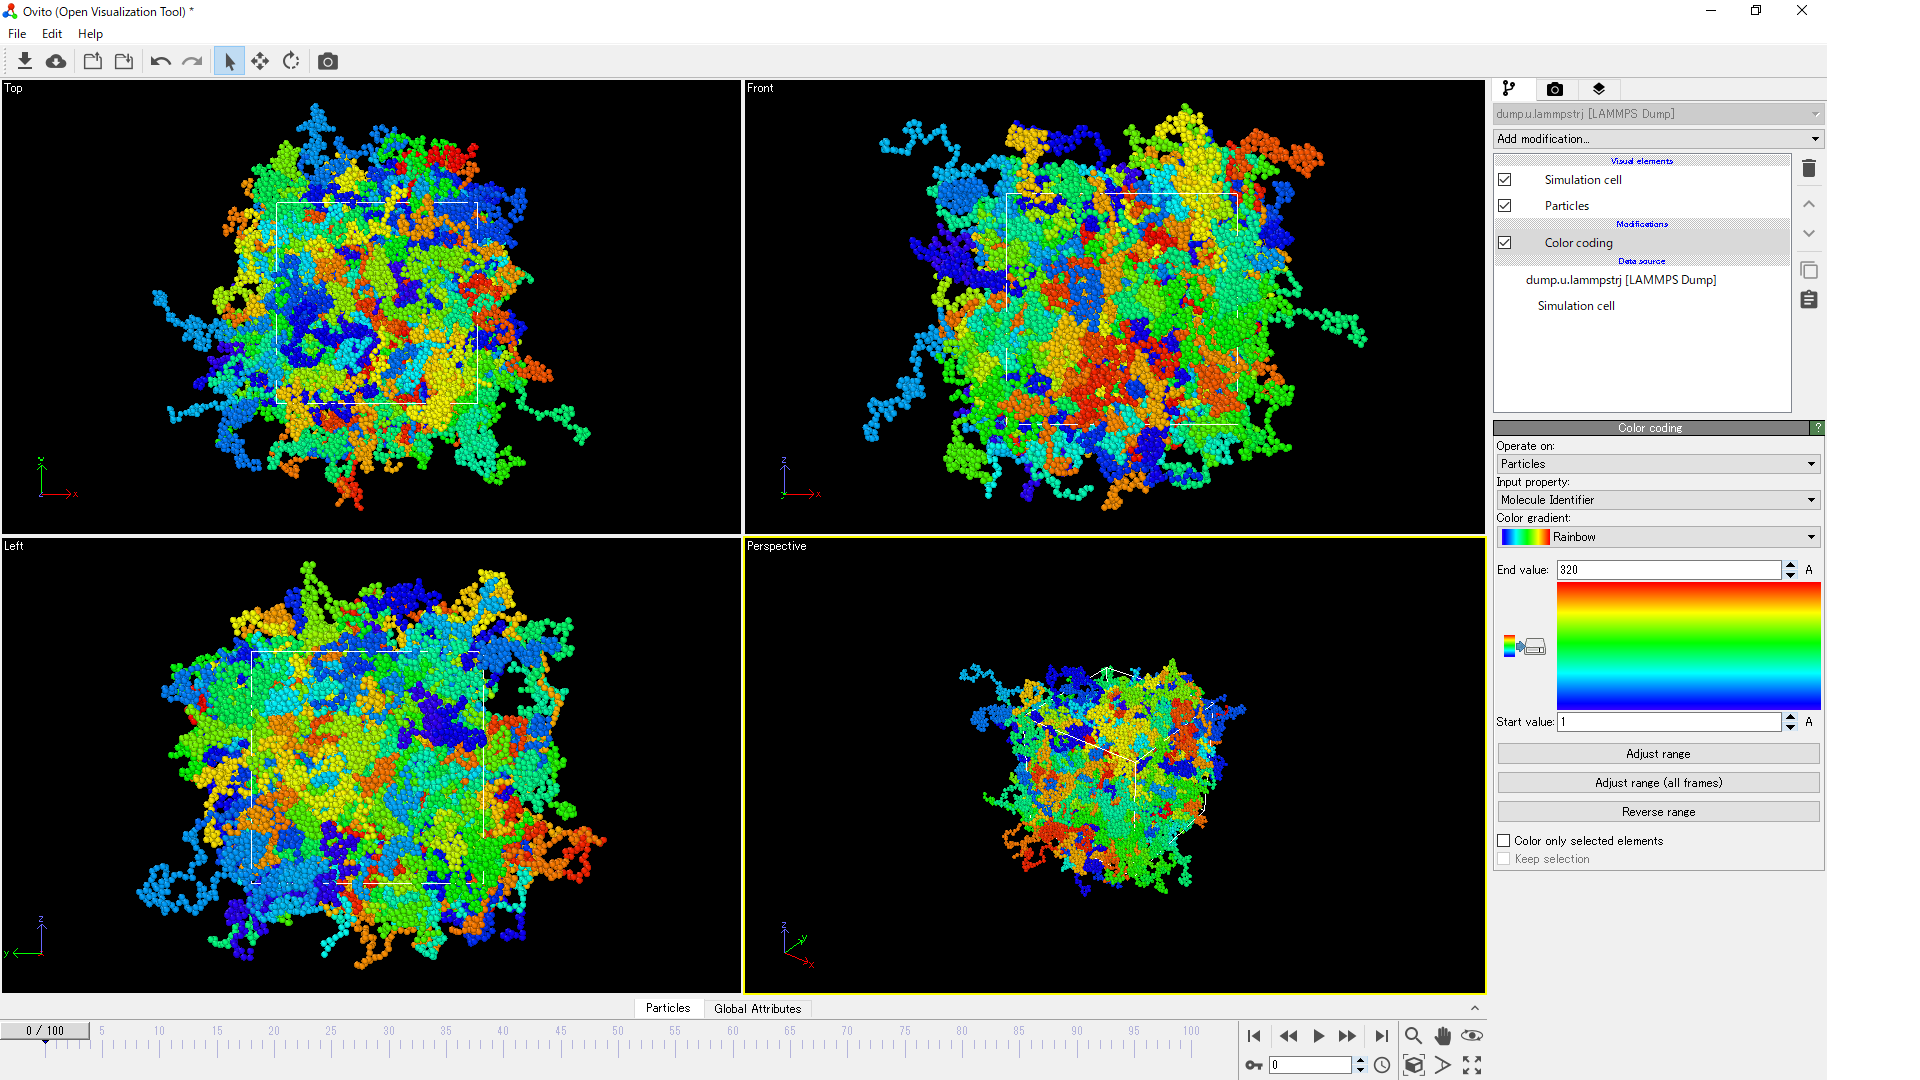 Ovito (Open Visualization Tool) *
File Edit Help
Top
Front
Left
Perspective
y
x
z
x
y
z
y
x
z
y
x
dump.u.lammpstrj [LAMMPS Dump]
Add modification...
Visual elements
Simulation cell
Particles
Modifications
Color coding
Data source
dump.u.lammpstrj [LAMMPS Dump]
Simulation cell
Color coding ?
Operate on:
Particles
Input property:
Molecule Identifier
Color gradient:
Rainbow
End value: 320 A
Start value: 1 A
Adjust range
Adjust range (all frames)
Reverse range
Color only selected elements
Keep selection
Particles Global Attributes
0 / 100 5 10 15 20 25 30 35 40 45 50 55 60 65 70 75 80 85 90 95 100
0